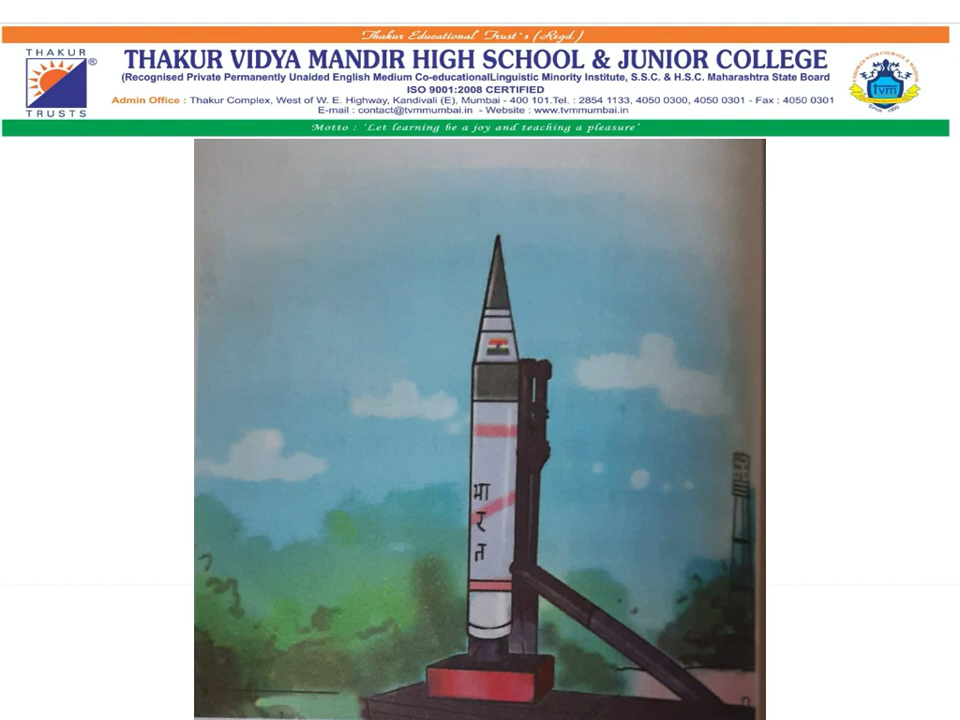 Thakur Educational Trust`s (Regd.)
THAKUR
TRUSTS
®
THAKUR VIDYA MANDIR HIGH SCHOOL & JUNIOR COLLEGE
(Recognised Private Permanently Unaided English Medium Co-educationalLinguistic Minority Institute, S.S.C. & H.S.C. Maharashtra State Board
ISO 9001:2008 CERTIFIED
Admin Office : Thakur Complex, West of W. E. Highway, Kandivali (E), Mumbai - 400 101.Tel. : 2854 1133, 4050 0300, 4050 0301 - Fax : 4050 0301
E-mail : contact@tvmmumbai.in - Website : www.tvmmumbai.in
tvm
Since 1990
Motto : ‘Let learning be a joy and teaching a pleasure’
भारत